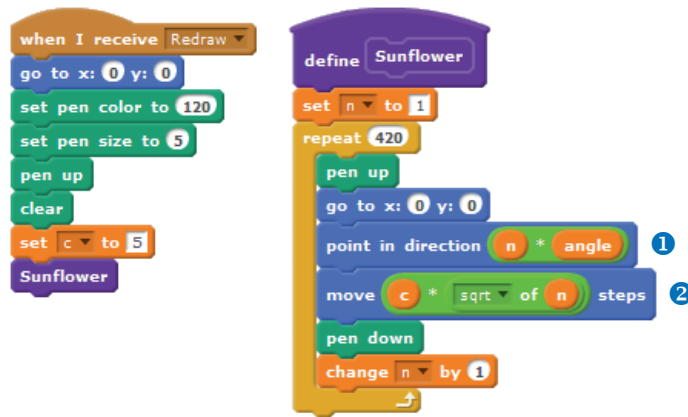 when I receive Redraw
go to x: 0 y: 0
set pen color to 120
set pen size to 5
pen up
clear
set c to 5
Sunflower
define Sunflower
set n to 1
repeat 420
pen up
go to x: 0 y: 0
point in direction n * angle ❶
move c * sqrt of n steps ❷
pen down
change n by 1